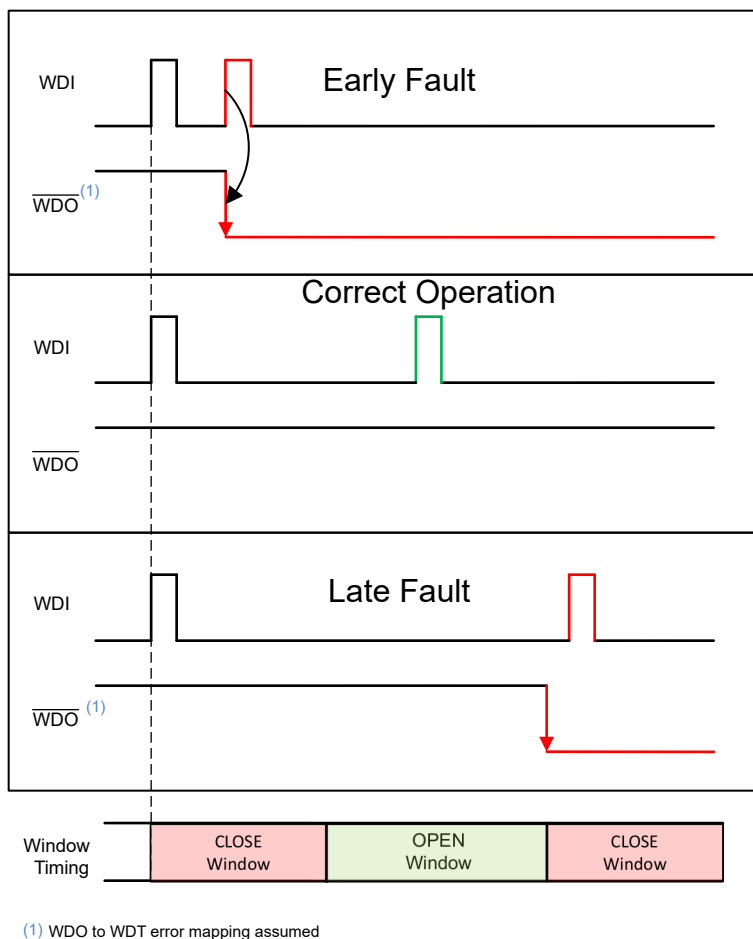 Early Fault
WDI
WDO (1)
Correct Operation
WDI
WDO
Late Fault
WDI
WDO (1)
Window
Timing
CLOSE
Window
OPEN
Window
CLOSE
Window
(1) WDO to WDT error mapping assumed